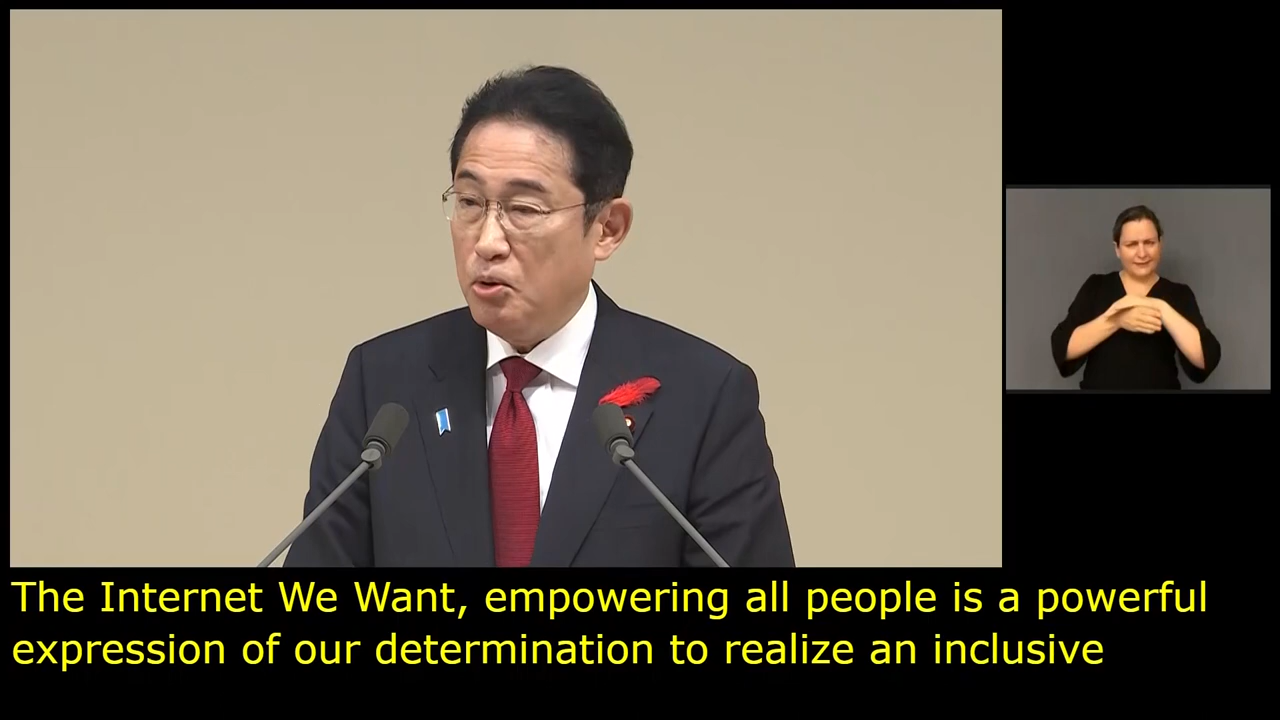 The Internet We Want, empowering all people is a powerful
expression of our determination to realize an inclusive